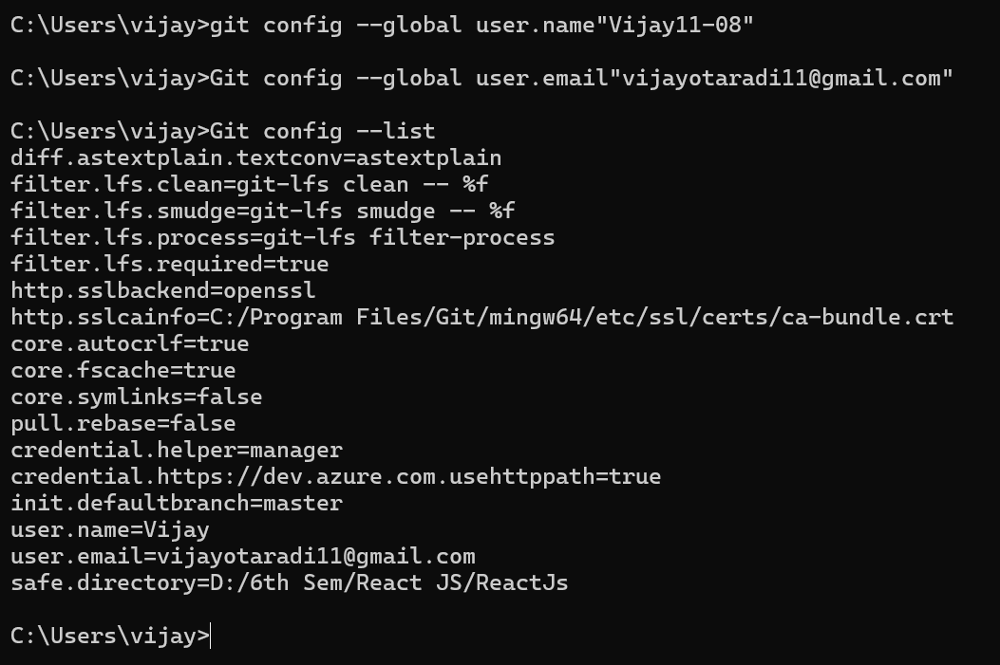 C:\Users\vijay>git config --global user.name"Vijay11-08"
C:\Users\vijay>Git config --global user.email"vijayotaradi11@gmail.com"
C:\Users\vijay>Git config --list
diff.astextplain.textconv=astextplain
filter.lfs.clean=git-lfs clean -- %f
filter.lfs.smudge=git-lfs smudge -- %f
filter.lfs.process=git-lfs filter-process
filter.lfs.required=true
http.sslbackend=openssl
http.sslcainfo=C:/Program Files/Git/mingw64/etc/ssl/certs/ca-bundle.crt
core.autocrlf=true
core.fscache=true
core.symlinks=false
pull.rebase=false
credential.helper=manager
credential.https://dev.azure.com.usehttppath=true
init.defaultbranch=master
user.name=Vijay
user.email=vijayotaradi11@gmail.com
safe.directory=D:/6th Sem/React JS/ReactJs
C:\Users\vijay>